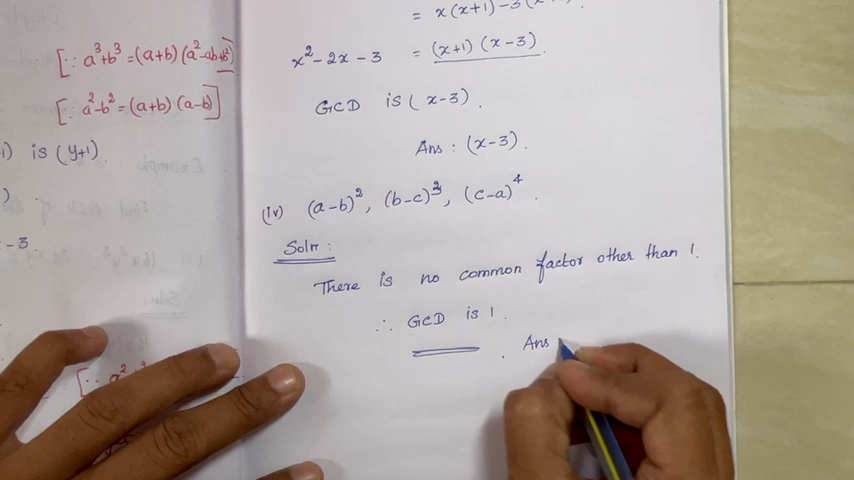 [∵ a³+b³=(a+b)(a²-ab+b²)]
[∵ a²-b²=(a+b)(a-b)]
1) is (y+1).
)
-3
[∵ a²
= x(x+1)-3(
x²-2x-3 = (x+1)(x-3).
GCD is (x-3).
Ans: (x-3).
(iv) (a-b)², (b-c)³, (c-a)⁴.
Soln:
There is no common factor other than 1.
∴ GCD is 1.
Ans